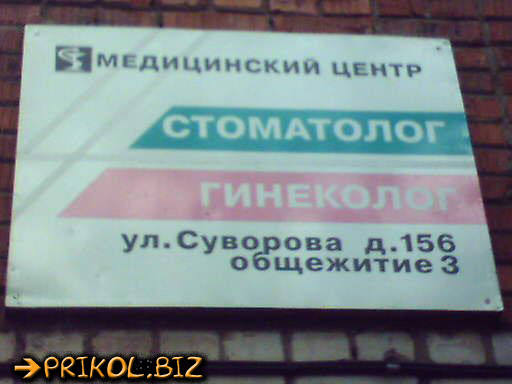 МЕДИЦИНСКИЙ ЦЕНТР
СТОМАТОЛОГ
ГИНЕКОЛОГ
ул. Суворова д.156
общежитие 3
PRIKOL.BIZ